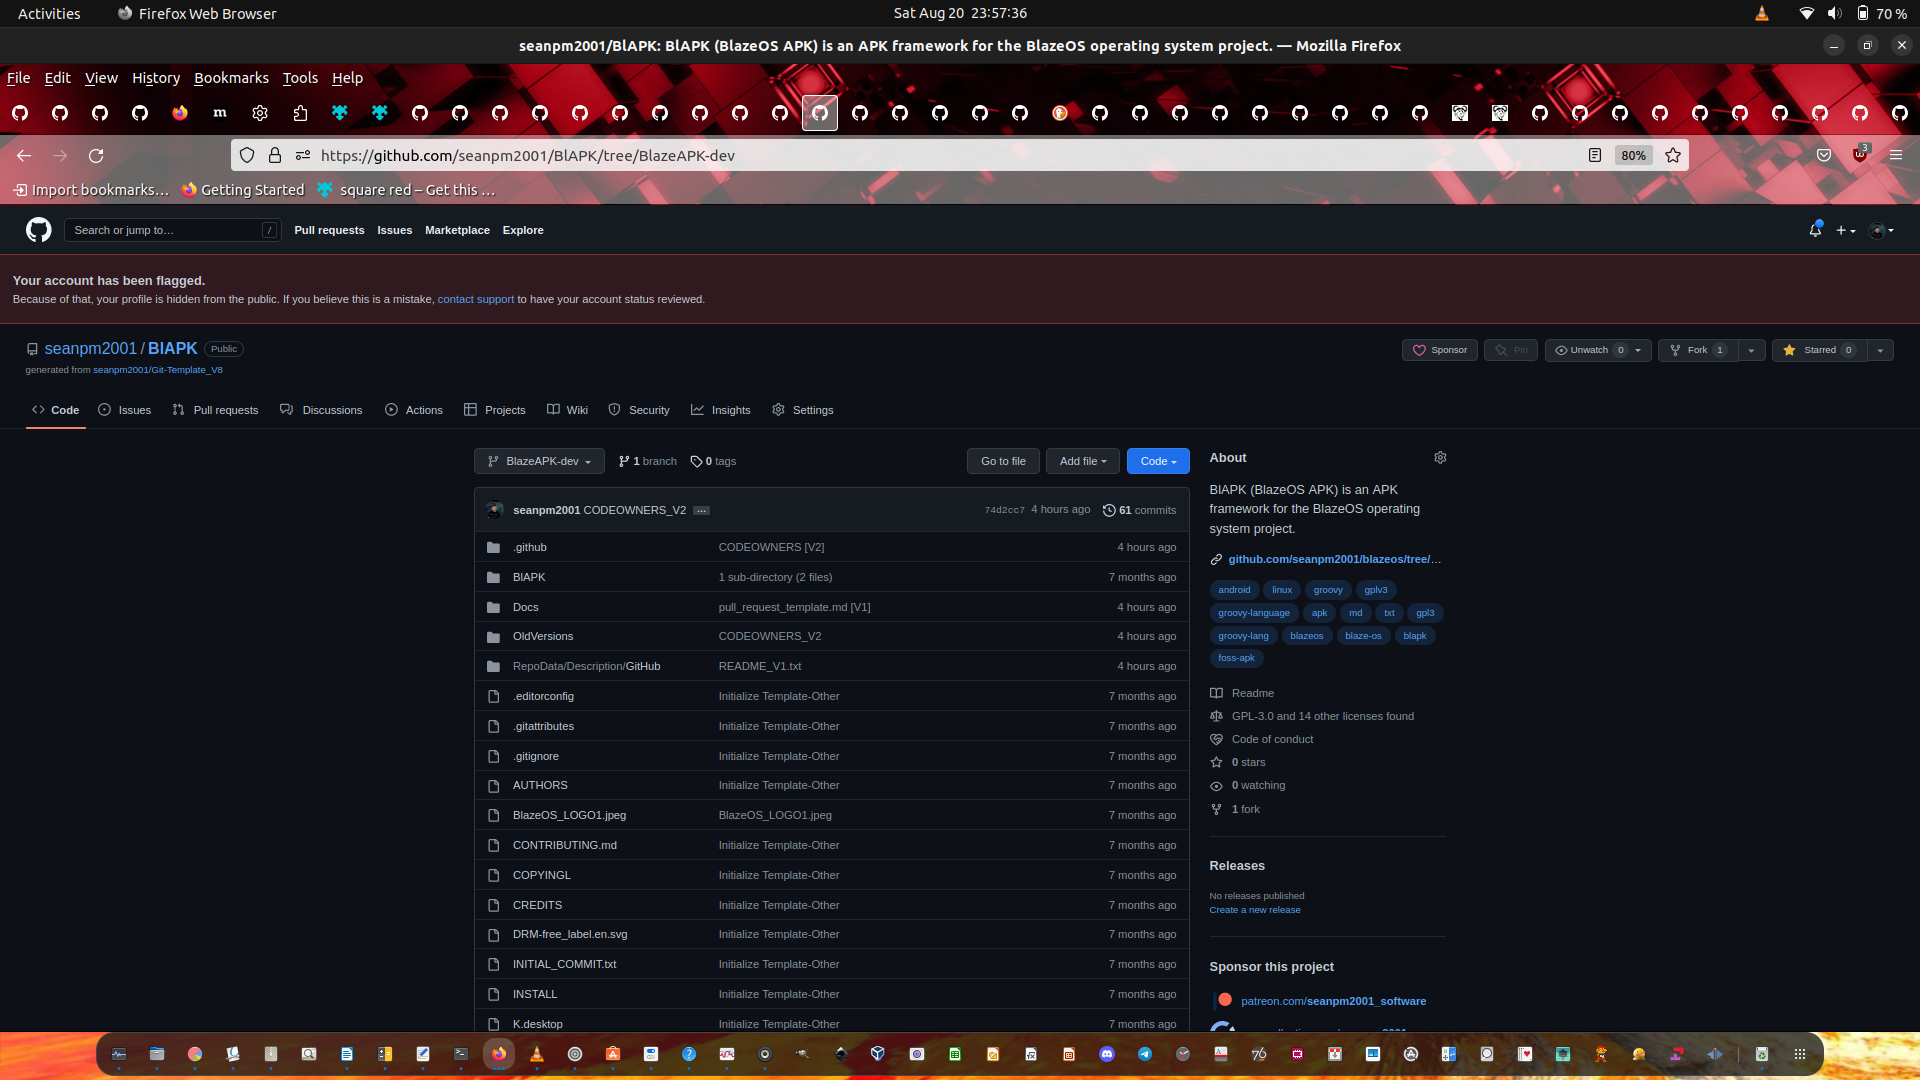 Activities Firefox Web Browser Sat Aug 20 23:57:36 70 %
seanpm2001/BlAPK: BlAPK (BlazeOS APK) is an APK framework for the BlazeOS operating system project. — Mozilla Firefox
File Edit View History Bookmarks Tools Help
https://github.com/seanpm2001/BlAPK/tree/BlazeAPK-dev 80% 3
Import bookmarks… Getting Started square red – Get this …
Search or jump to… / Pull requests Issues Marketplace Explore
Your account has been flagged.
Because of that, your profile is hidden from the public. If you believe this is a mistake, contact support to have your account status reviewed.
seanpm2001 / BlAPK Public Sponsor Pin Unwatch 0 Fork 1 Starred 0
generated from seanpm2001/Git-Template_V8
Code Issues Pull requests Discussions Actions Projects Wiki Security Insights Settings
BlazeAPK-dev 1 branch 0 tags Go to file Add file Code
seanpm2001 CODEOWNERS_V2 … 74d2cc7 4 hours ago 61 commits
.github CODEOWNERS [V2] 4 hours ago
BlAPK 1 sub-directory (2 files) 7 months ago
Docs pull_request_template.md [V1] 4 hours ago
OldVersions CODEOWNERS_V2 4 hours ago
RepoData/Description/GitHub README_V1.txt 4 hours ago
.editorconfig Initialize Template-Other 7 months ago
.gitattributes Initialize Template-Other 7 months ago
.gitignore Initialize Template-Other 7 months ago
AUTHORS Initialize Template-Other 7 months ago
BlazeOS_LOGO1.jpeg BlazeOS_LOGO1.jpeg 7 months ago
CONTRIBUTING.md Initialize Template-Other 7 months ago
COPYINGL Initialize Template-Other 7 months ago
CREDITS Initialize Template-Other 7 months ago
DRM-free_label.en.svg Initialize Template-Other 7 months ago
INITIAL_COMMIT.txt Initialize Template-Other 7 months ago
INSTALL Initialize Template-Other 7 months ago
K.desktop Initialize Template-Other 7 months ago
About
BlAPK (BlazeOS APK) is an APK
framework for the BlazeOS operating
system project.
github.com/seanpm2001/blazeos/tree/…
android linux groovy gplv3
groovy-language apk md txt gpl3
groovy-lang blazeos blaze-os blapk
foss-apk
Readme
GPL-3.0 and 14 other licenses found
Code of conduct
0 stars
0 watching
1 fork
Releases
No releases published
Create a new release
Sponsor this project
patreon.com/seanpm2001_software